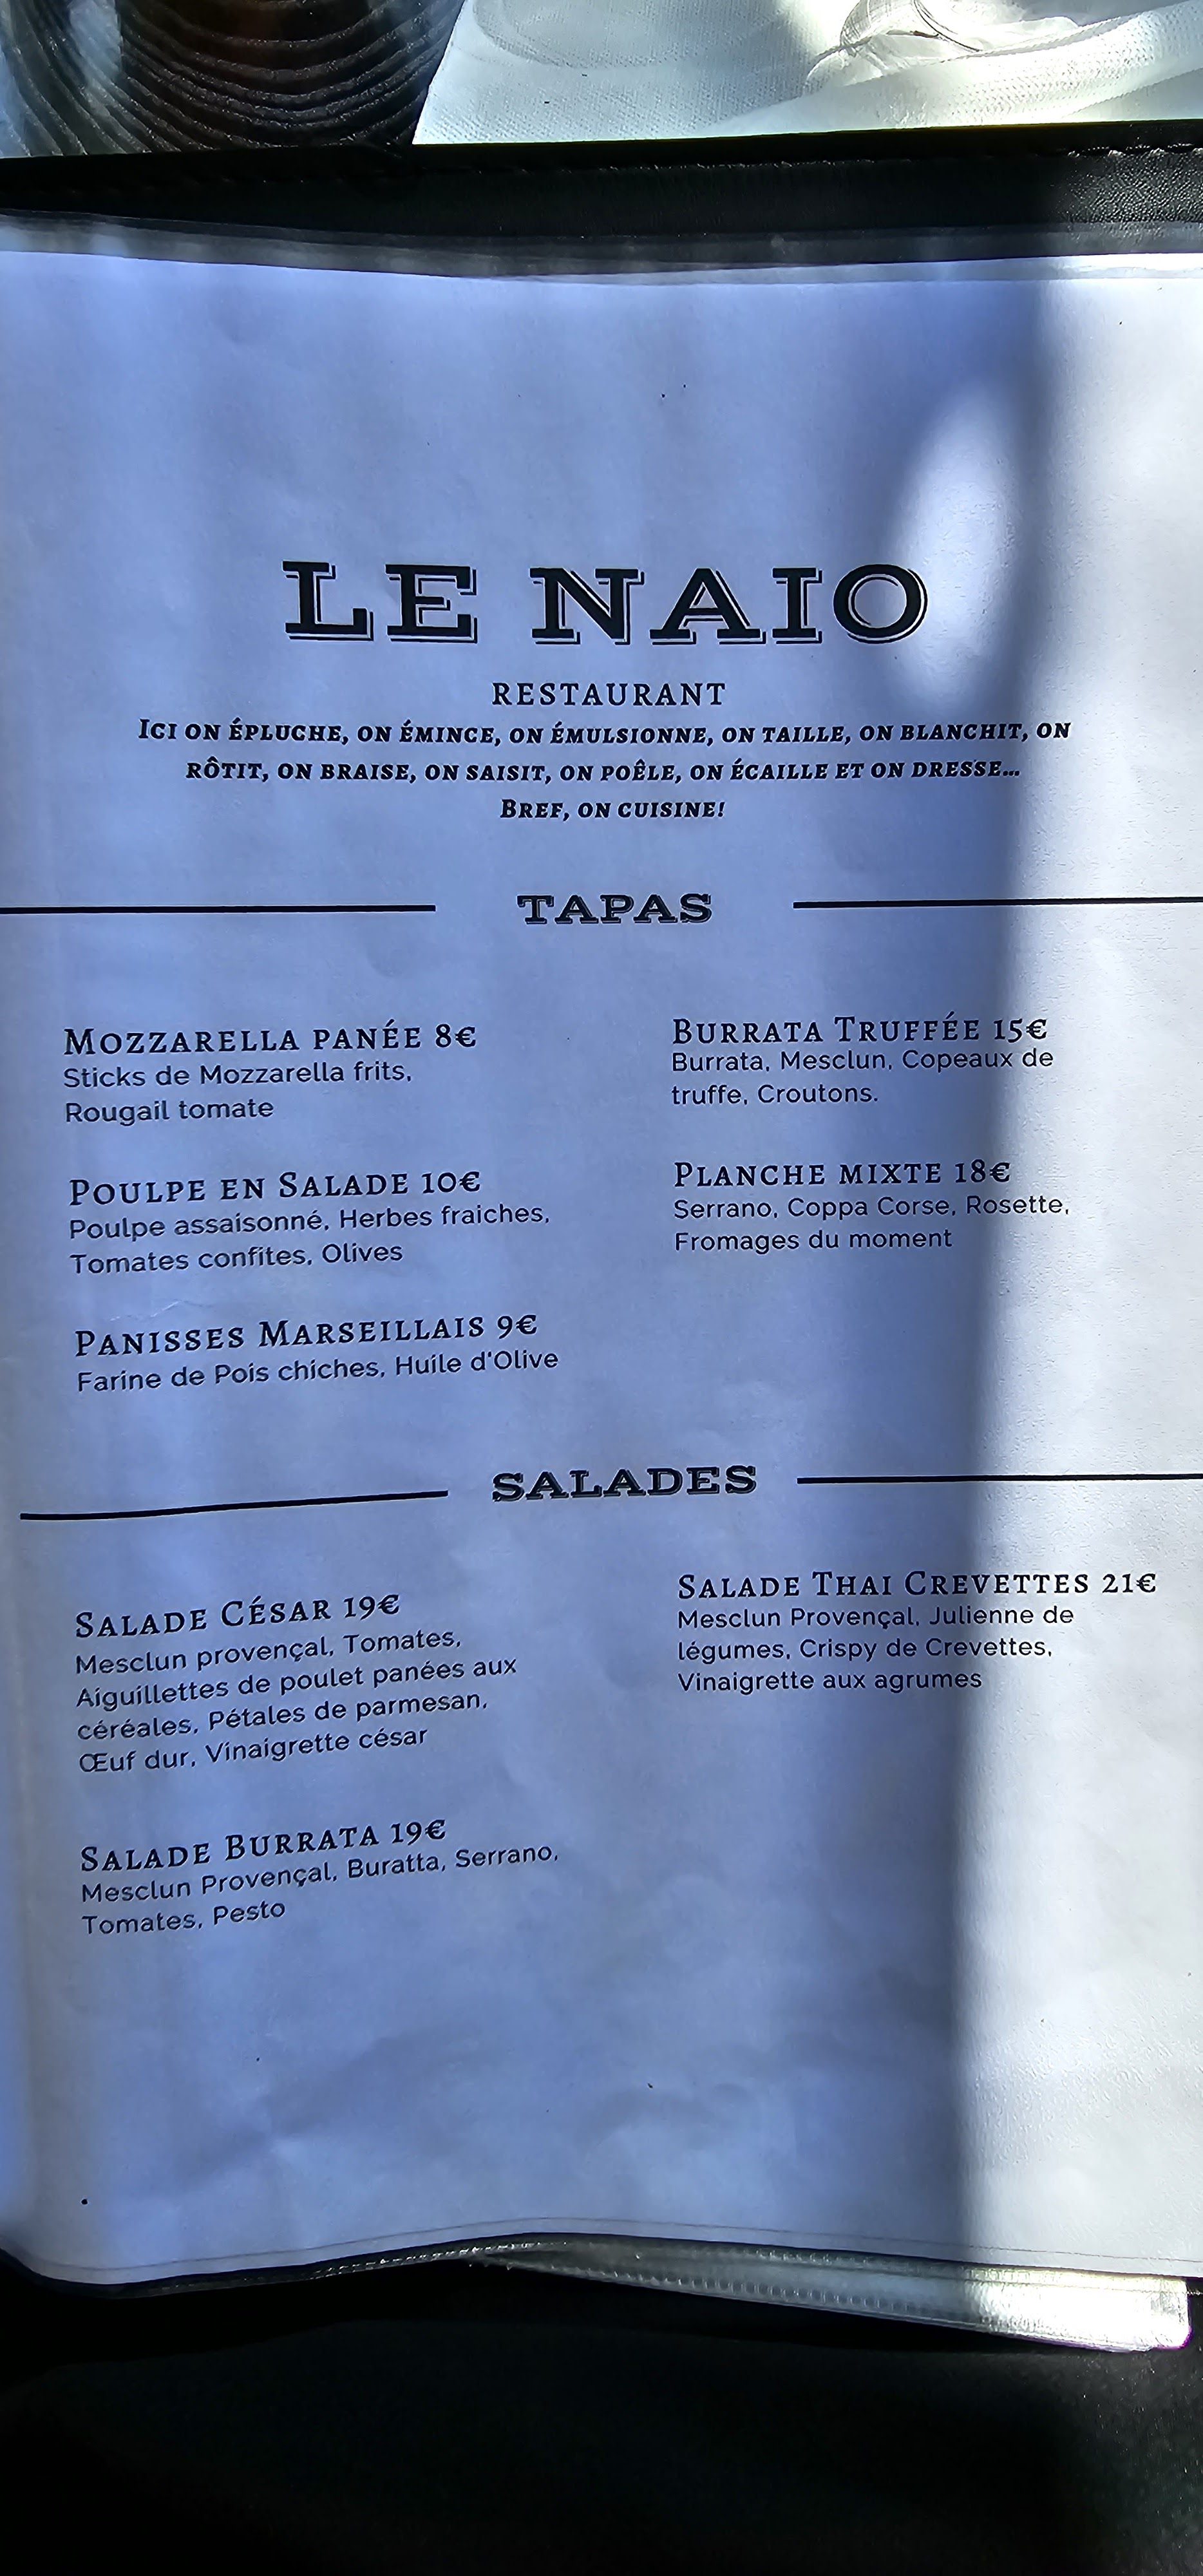 LE NAIO
RESTAURANT
Ici on épluche, on émince, on émulsionne, on taille, on blanchit, on
rôtit, on braise, on saisit, on poêle, on écaille et on dresse...
Bref, on cuisine!
TAPAS
Mozzarella panée 8€
Sticks de Mozzarella frits,
Rougail tomate
Poulpe en Salade 10€
Poulpe assaisonné, Herbes fraiches,
Tomates confites, Olives
Panisses Marseillais 9€
Farine de Pois chiches, Huile d'Olive
Burrata Truffée 15€
Burrata, Mesclun, Copeaux de
truffe, Croutons.
Planche mixte 18€
Serrano, Coppa Corse, Rosette,
Fromages du moment
SALADES
Salade César 19€
Mesclun provençal, Tomates,
Aiguillettes de poulet panées aux
céréales, Pétales de parmesan,
Œuf dur, Vinaigrette césar
Salade Burrata 19€
Mesclun Provençal, Buratta, Serrano,
Tomates, Pesto
Salade Thai Crevettes 21€
Mesclun Provençal, Julienne de
légumes, Crispy de Crevettes,
Vinaigrette aux agrumes